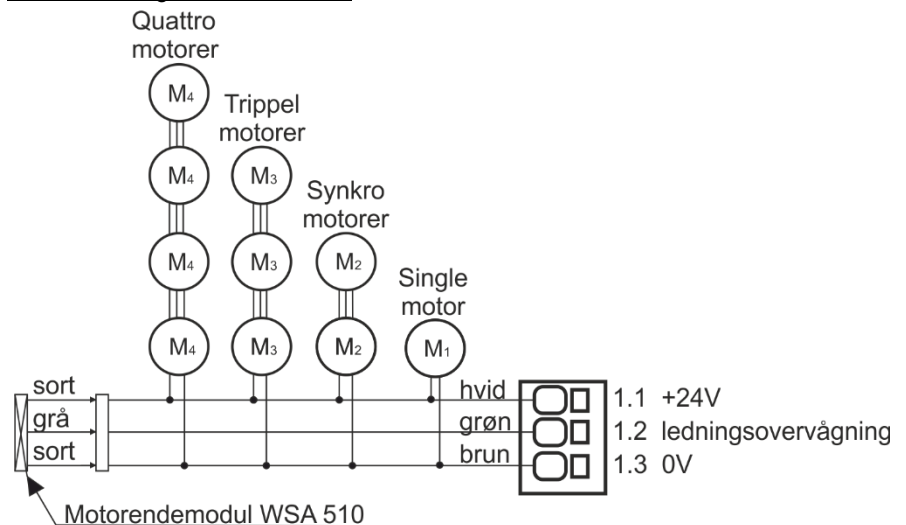 Quattro
motorer
M4
Trippel
motorer
M4
M3
Synkro
motorer
M4
M3
M2
Single
motor
M4
M3
M2
M1
sort
hvid
1.1 +24V
grå
grøn
1.2 ledningsovervågning
sort
brun
1.3 0V
Motorendemodul WSA 510